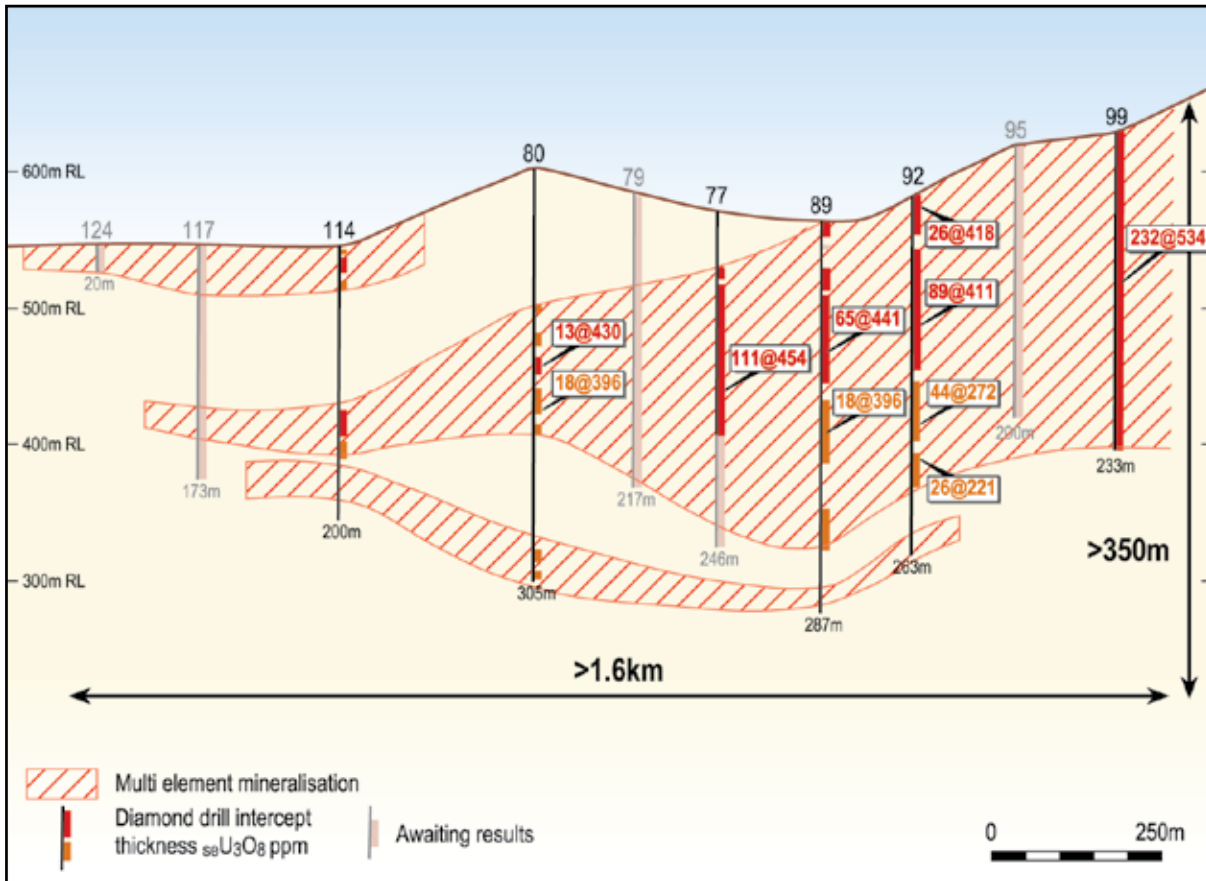 99
95
92
80
79
77
89
600m RL
26@418
124
117
114
232@534
20m
500m RL
89@411
65@441
13@430
111@454
18@396
44@272
18@396
400m RL
290m
233m
173m
217m
26@221
200m
246m
263m
>350m
300m RL
305m
287m
>1.6km
Multi element mineralisation
Diamond drill intercept
thickness seU3O8 ppm
Awaiting results
0 250m